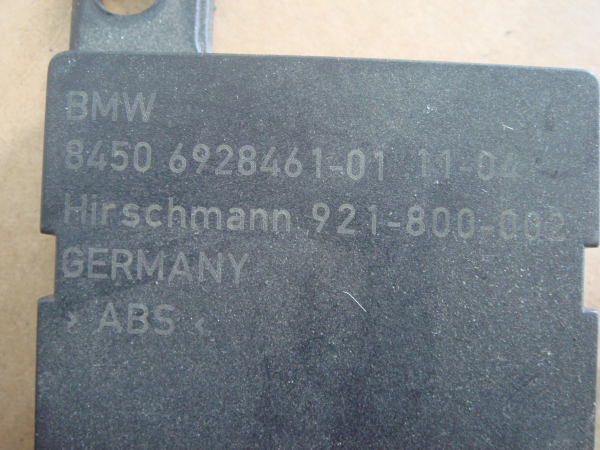 BMW
8450 6928461-01 11-04
Hirschmann 921-800-002
GERMANY
> ABS <